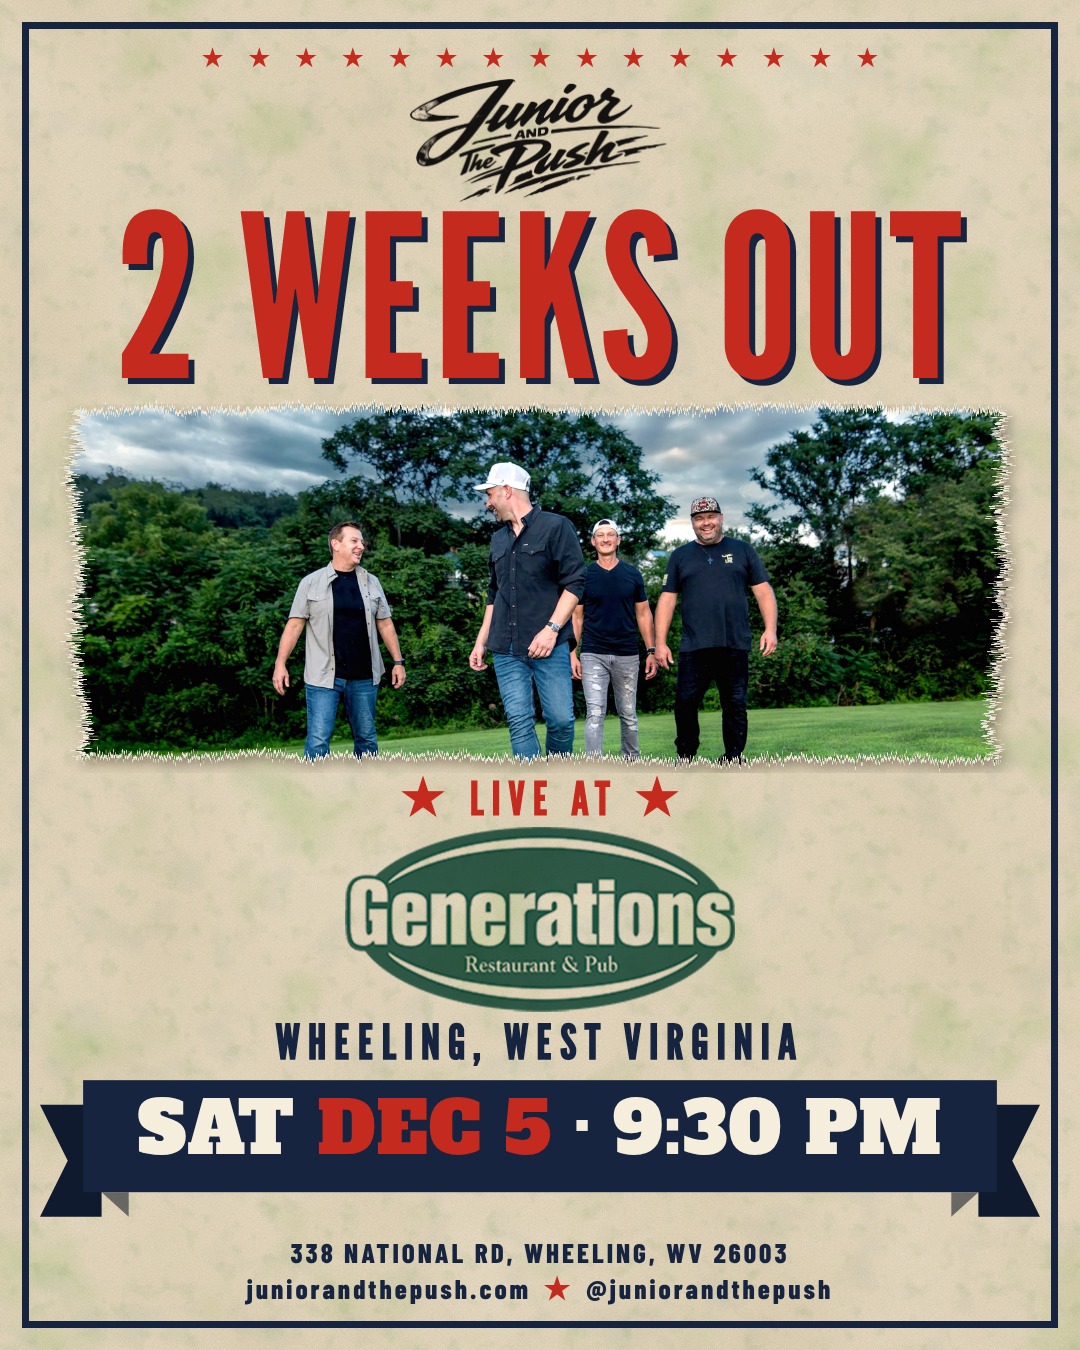 Junior
AND
The Push
2 WEEKS OUT
★ LIVE AT ★
Generations
Restaurant & Pub
WHEELING, WEST VIRGINIA
SAT DEC 5 · 9:30 PM
338 NATIONAL RD, WHEELING, WV 26003
juniorandthepush.com ★ @juniorandthepush